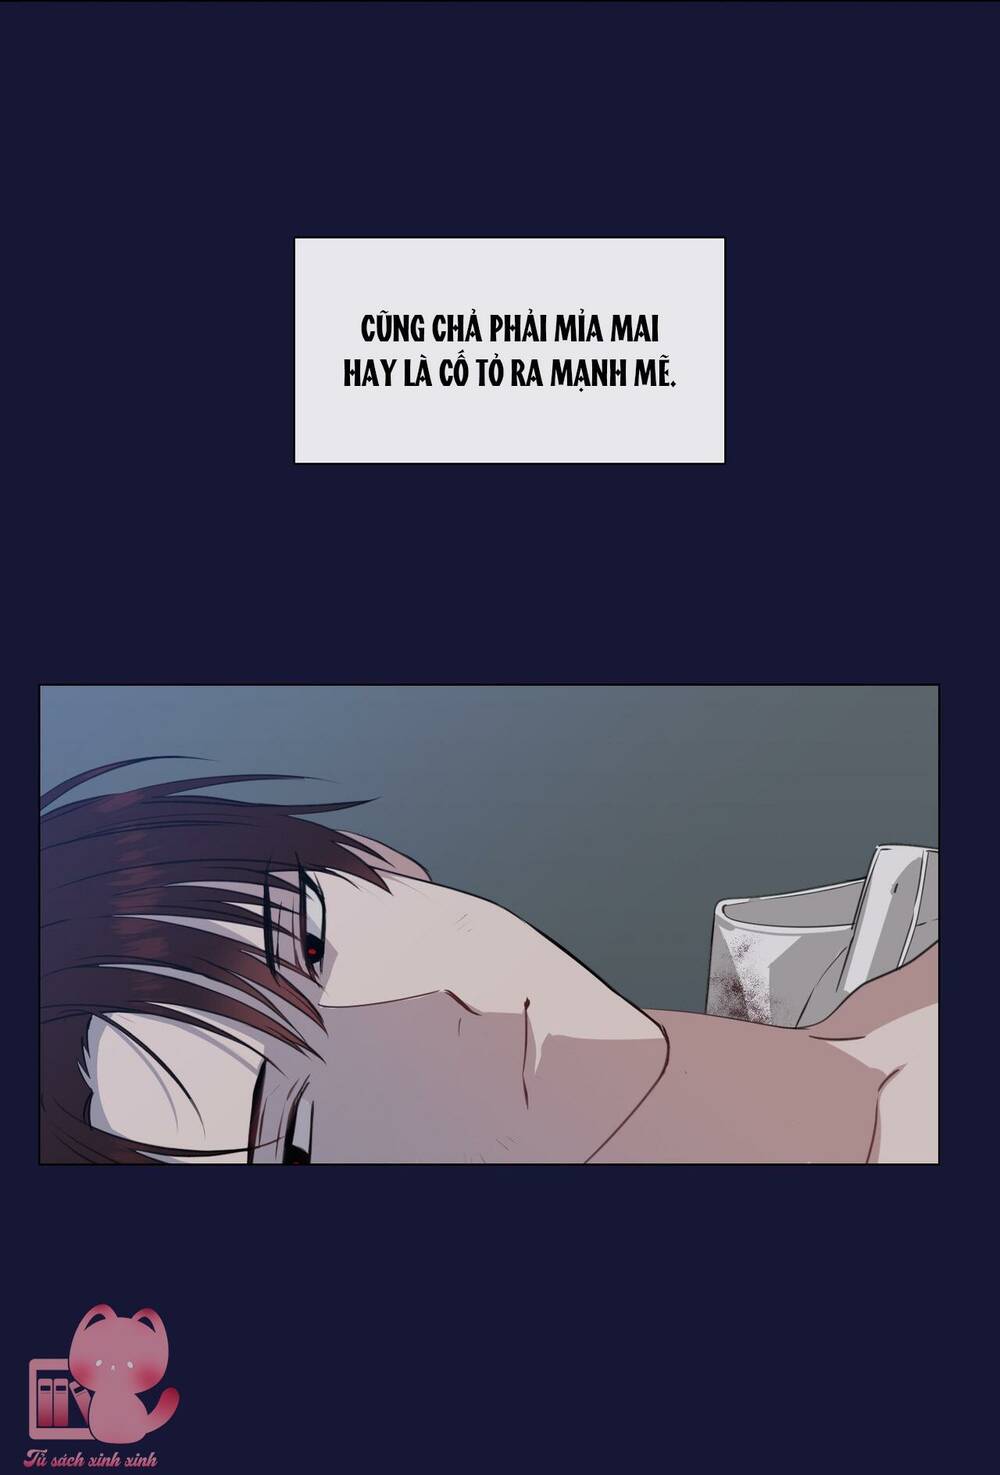 CŨNG CHẢ PHẢI MỈA MAI
HAY LÀ CỐ TỎ RA MẠNH MẼ.
Tủ sách xinh xinh